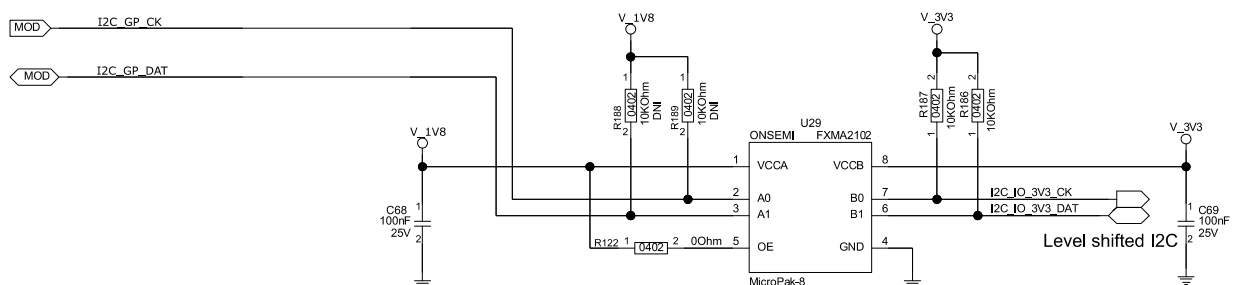 MOD I2C_GP_CK
MOD I2C_GP_DAT
V_1V8
V_3V3
1 1
R188 0402 10KOhm DNI
R189 0402 10KOhm DNI
2 2
2 2
R187 0402 10KOhm
R186 0402 10KOhm
1 1
U29
ONSEMI FXMA2102
V_1V8
V_3V3
1 VCCA VCCB 8
2 A0 B0 7 I2C_IO_3V3_CK
3 A1 B1 6 I2C_IO_3V3_DAT
R122 1 0402 2 0Ohm 5 OE GND 4
MicroPak-8
1
C68
100nF
2 25V
Level shifted I2C
1
C69
100nF
2 25V